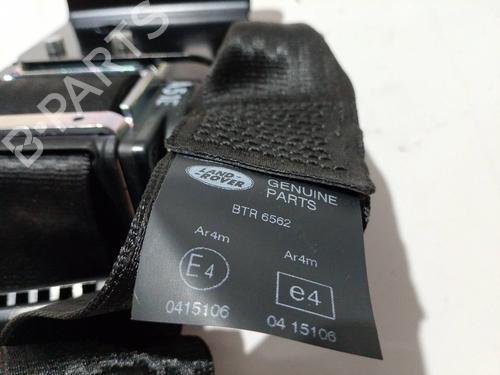 B-PARTS
LAND-
ROVER
GENUINE
PARTS
BTR 6562
Ar4m
E4
0415106
Ar4m
e4
04 15106